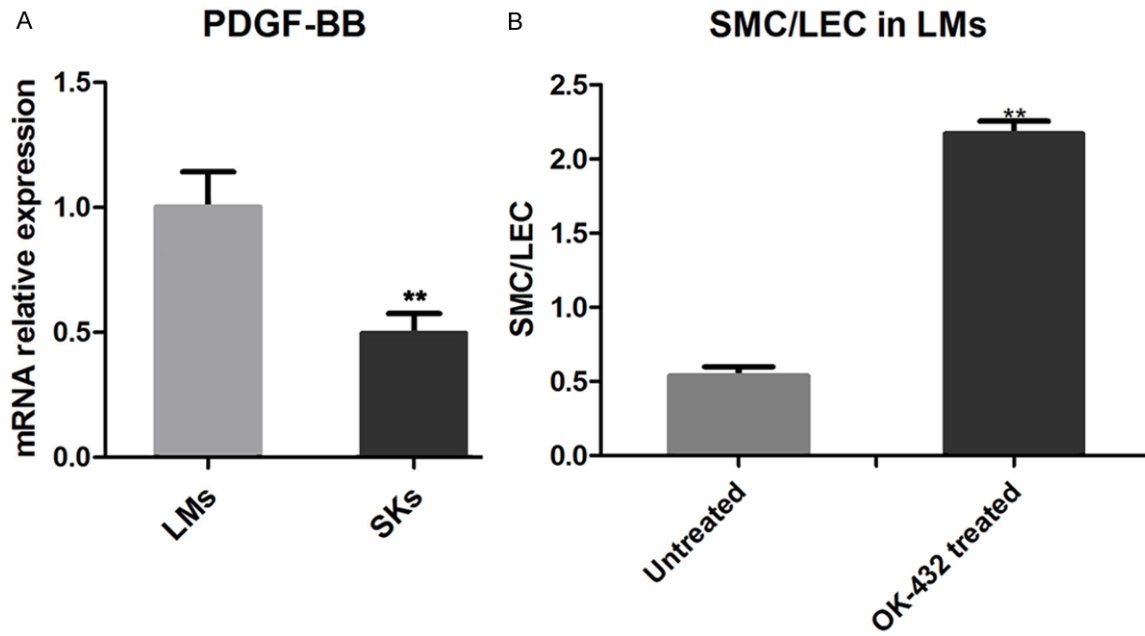 A
PDGF-BB
mRNA relative expression
1.5
1.0
0.5
0.0
**
LMs
SKs
B
SMC/LEC in LMs
SMC/LEC
2.5
2.0
1.5
1.0
0.5
0.0
**
Untreated
OK-432 treated